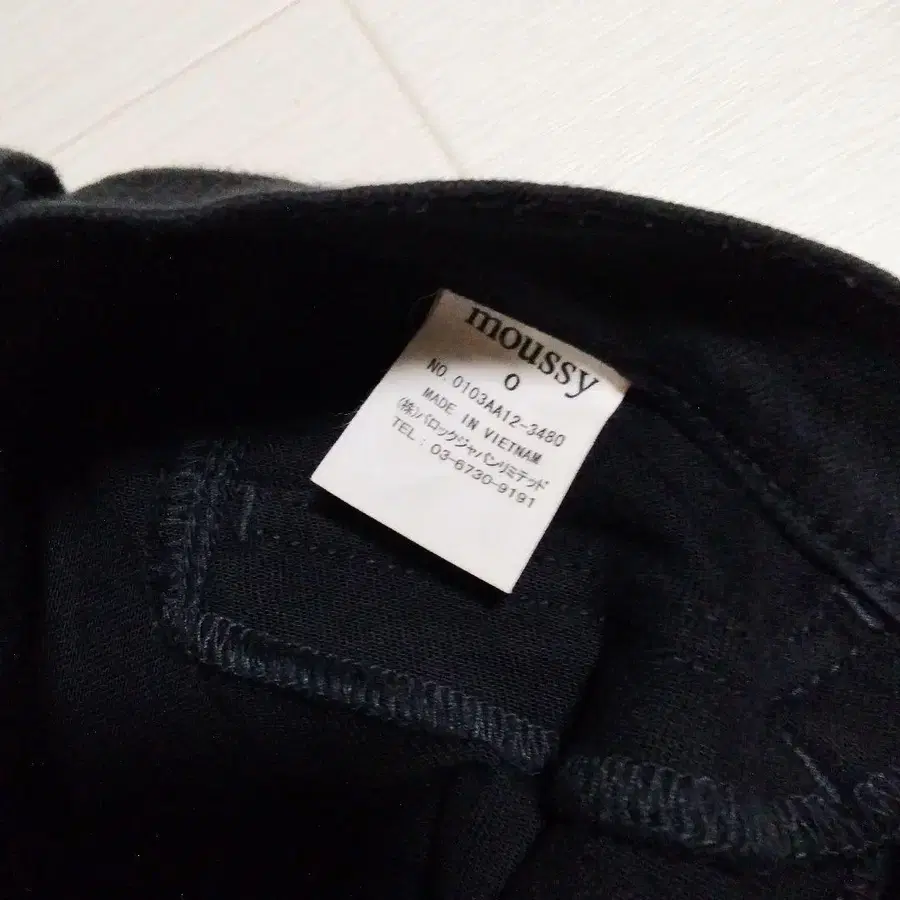 moussy
0
NO. 0103AA12-3480
MADE IN VIETNAM
(株)バロックジャパンリミテッド
TEL : 03-6730-9191